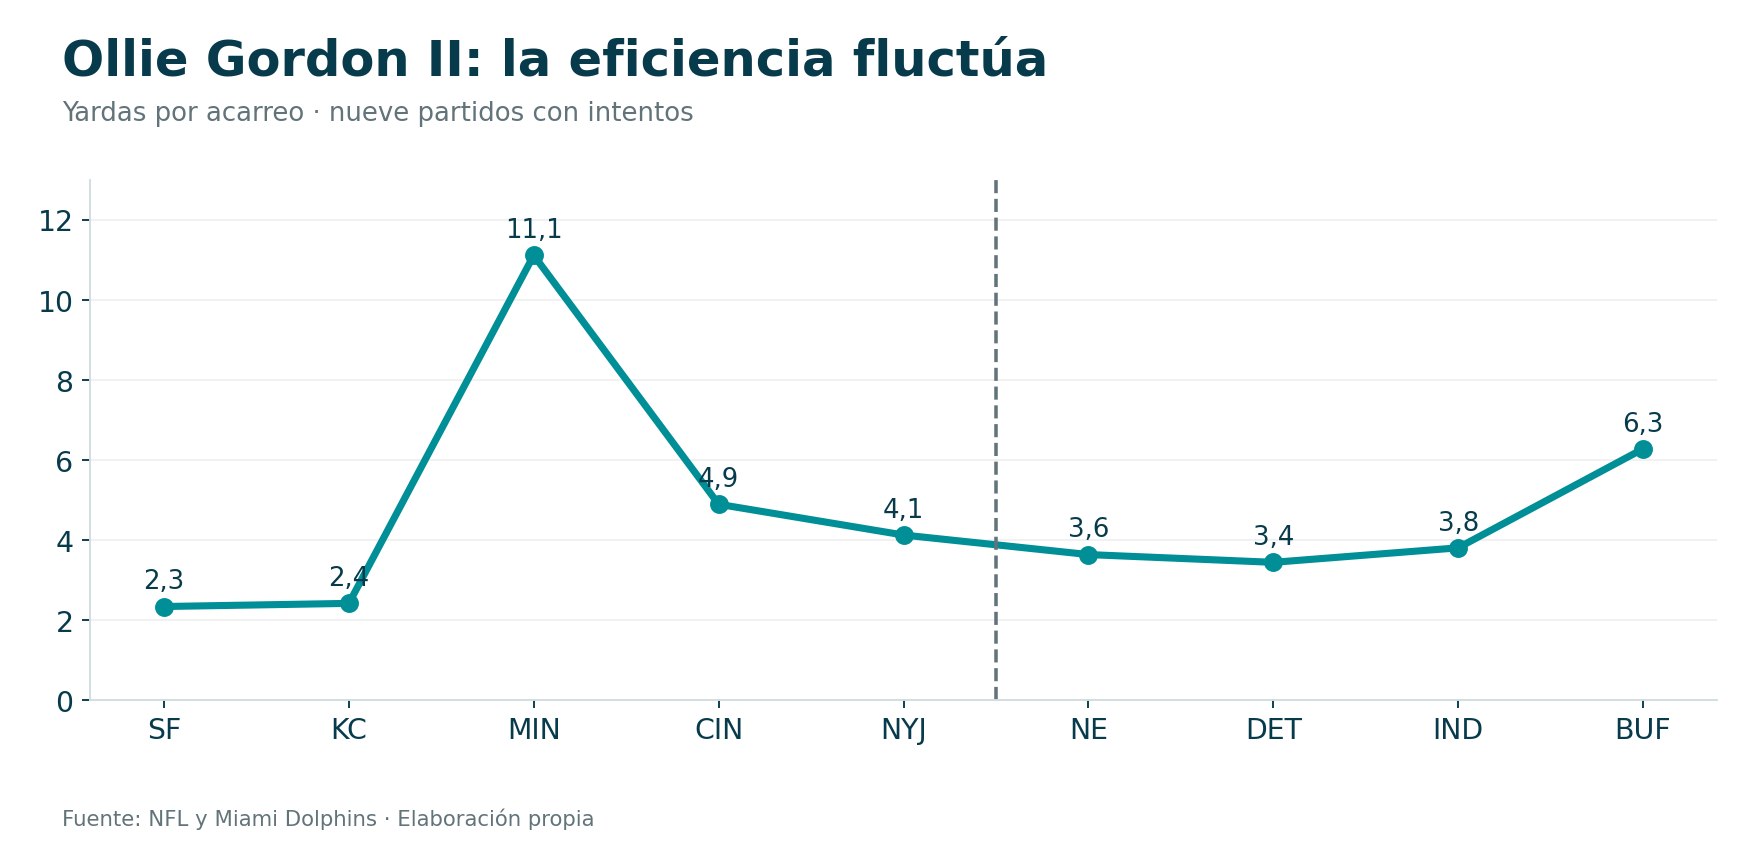 Ollie Gordon II: la eficiencia fluctúa
Yardas por acarreo · nueve partidos con intentos
12
10
8
6
4
2
0
2,3
2,4
11,1
4,9
4,1
3,6
3,4
3,8
6,3
SF
KC
MIN
CIN
NYJ
NE
DET
IND
BUF
Fuente: NFL y Miami Dolphins · Elaboración propia